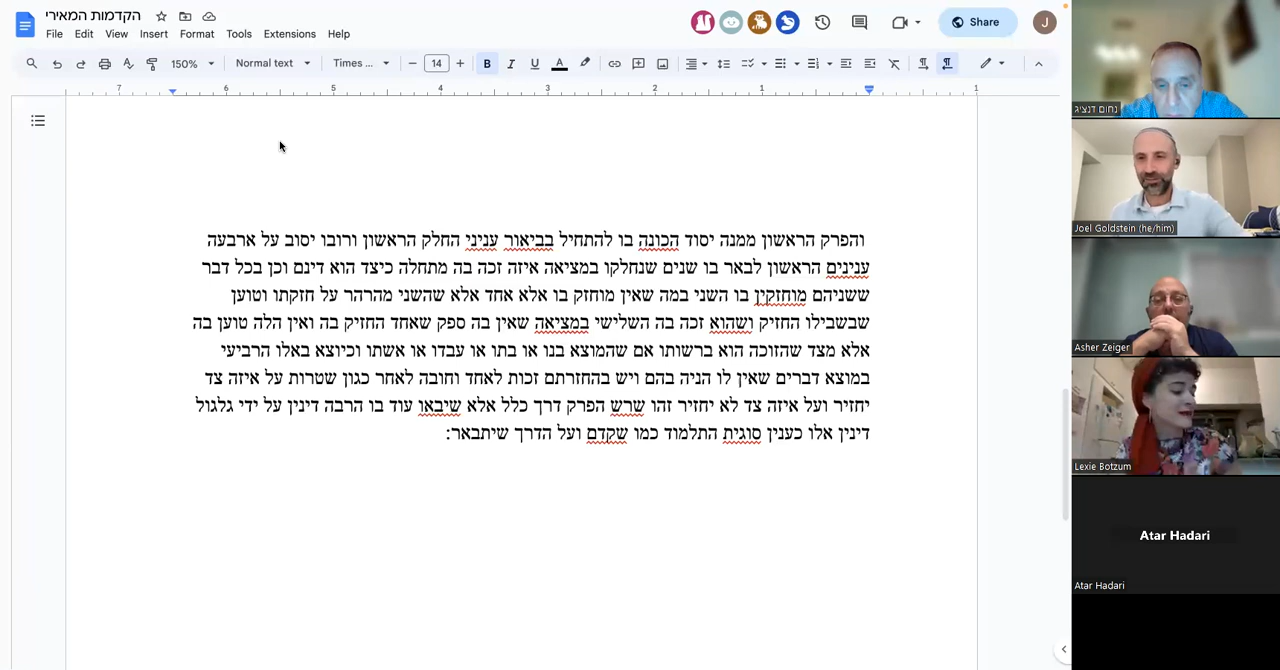 הקדמות המאירי
File Edit View Insert Format Tools Extensions Help
Share
J
150% Normal text Times ... 14 B I U A
7 6 5 4 3 2 1 1
והפרק הראשון ממנה יסוד הכונה בו להתחיל בביאור עניני החלק הראשון ורובו יסוב על ארבעה
ענינים הראשון לבאר בו שנים שנחלקו במציאה איזה זכה בה מתחלה כיצד הוא דינם וכן בכל דבר
ששניהם מוחזקין בו השני במה שאין מוחזק בו אלא אחד אלא שהשני מהרהר על חזקתו וטוען
שבשבילו החזיק ושהוא זכה בה השלישי במציאה שאין בה ספק שאחד החזיק בה ואין הלה טוען בה
אלא מצד שהזוכה הוא ברשותו אם שהמוצא בנו או בתו או עבדו או אשתו וכיוצא באלו הרביעי
במוצא דברים שאין לו הניה בהם ויש בהחזרתם זכות לאחד וחובה לאחר כגון שטרות על איזה צד
יחזיר ועל איזה צד לא יחזיר זהו שרש הפרק דרך כלל אלא שיבאו עוד בו הרבה דינין על ידי גלגול
דינין אלו כענין סוגית התלמוד כמו שקדם ועל הדרך שיתבאר:
נחום דנציג
Joel Goldstein (he/him)
Asher Zeiger
Lexie Botzum
Atar Hadari
Atar Hadari